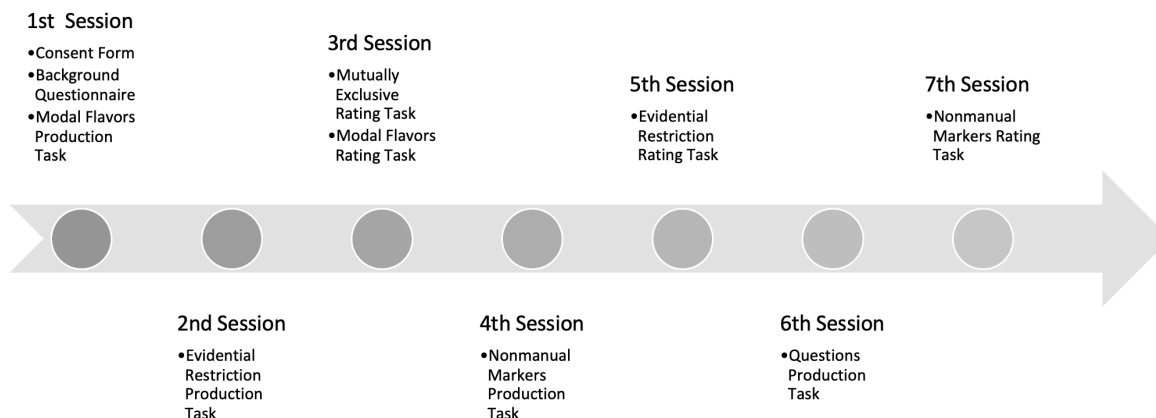 1st Session
•Consent Form
•Background
Questionnaire
•Modal Flavors
Production
Task
2nd Session
•Evidential
Restriction
Production
Task
3rd Session
•Mutually
Exclusive
Rating Task
•Modal Flavors
Rating Task
4th Session
•Nonmanual
Markers
Production
Task
5th Session
•Evidential
Restriction
Rating Task
6th Session
•Questions
Production
Task
7th Session
•Nonmanual
Markers Rating
Task